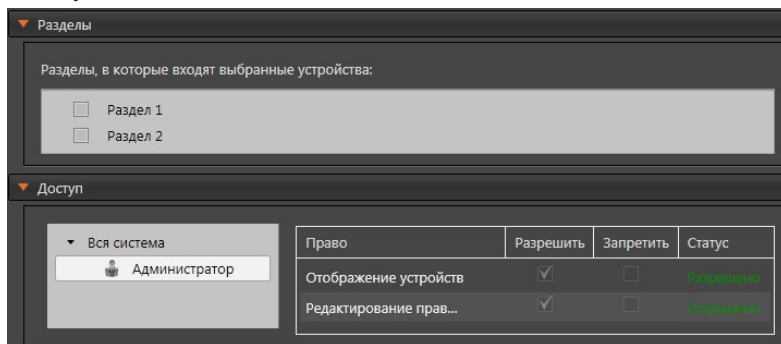 Разделы
Разделы, в которые входят выбранные устройства:
Раздел 1
Раздел 2
Доступ
Вся система
Администратор
Право Разрешить Запретить Статус
Отображение устройств Разрешено
Редактирование прав... Разрешено